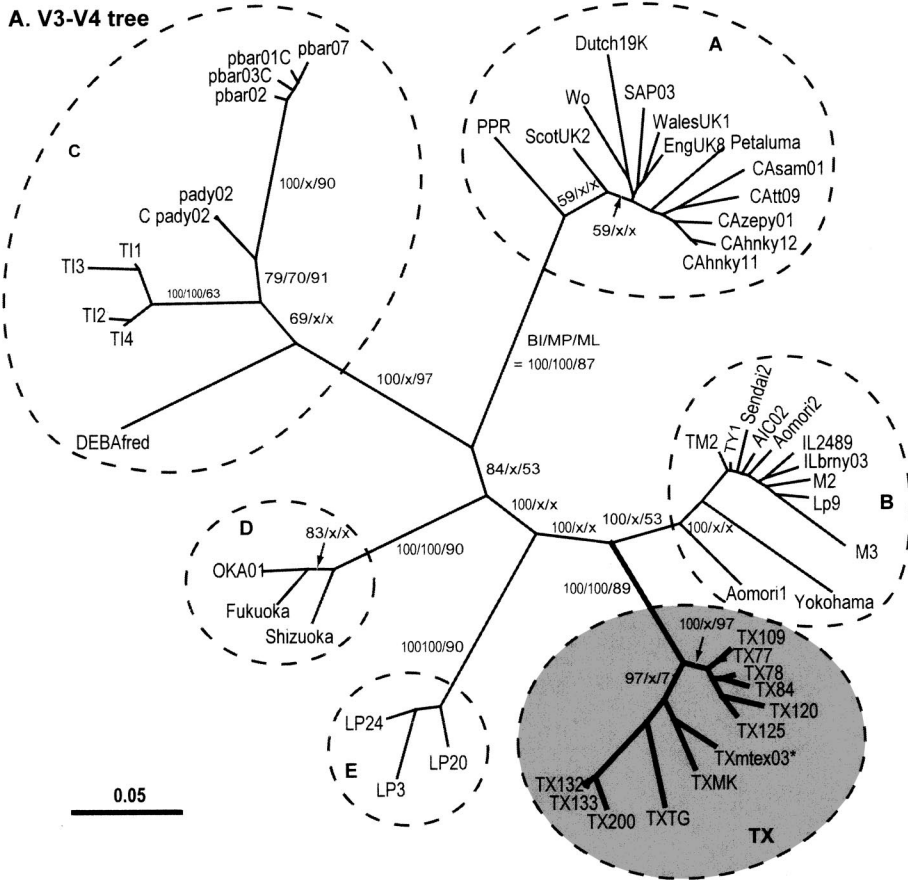 A. V3-V4 tree
pbar01C
pbar07
pbar03C
pbar02
C
100/x/90
pady02
C pady02
TI1
TI3
79/70/91
100/100/63
TI2
TI4
69/x/x
DEBAfred
100/x/97
Dutch19K
A
Wo
SAP03
PPR
ScotUK2
WalesUK1
EngUK8
Petaluma
CAsam01
59/x/x
CAtt09
59/x/x
CAzepy01
CAhnky12
CAhnky11
BI/MP/ML
= 100/100/87
84/x/53
100/x/x
100/x/x
100/x/53
100/x/x
TM2
TY1
Sendai2
AIC02
Aomori2
IL2489
ILbrny03
M2
Lp9
B
M3
Aomori1
Yokohama
D
83/x/x
100/100/90
OKA01
Fukuoka
Shizuoka
100/100/89
100100/90
LP24
LP20
E
LP3
100/x/97
TX109
TX77
97/x/7
TX78
TX84
TX120
TX125
TXmtex03*
TXMK
TX132
TX133
TX200
TXTG
TX
0.05